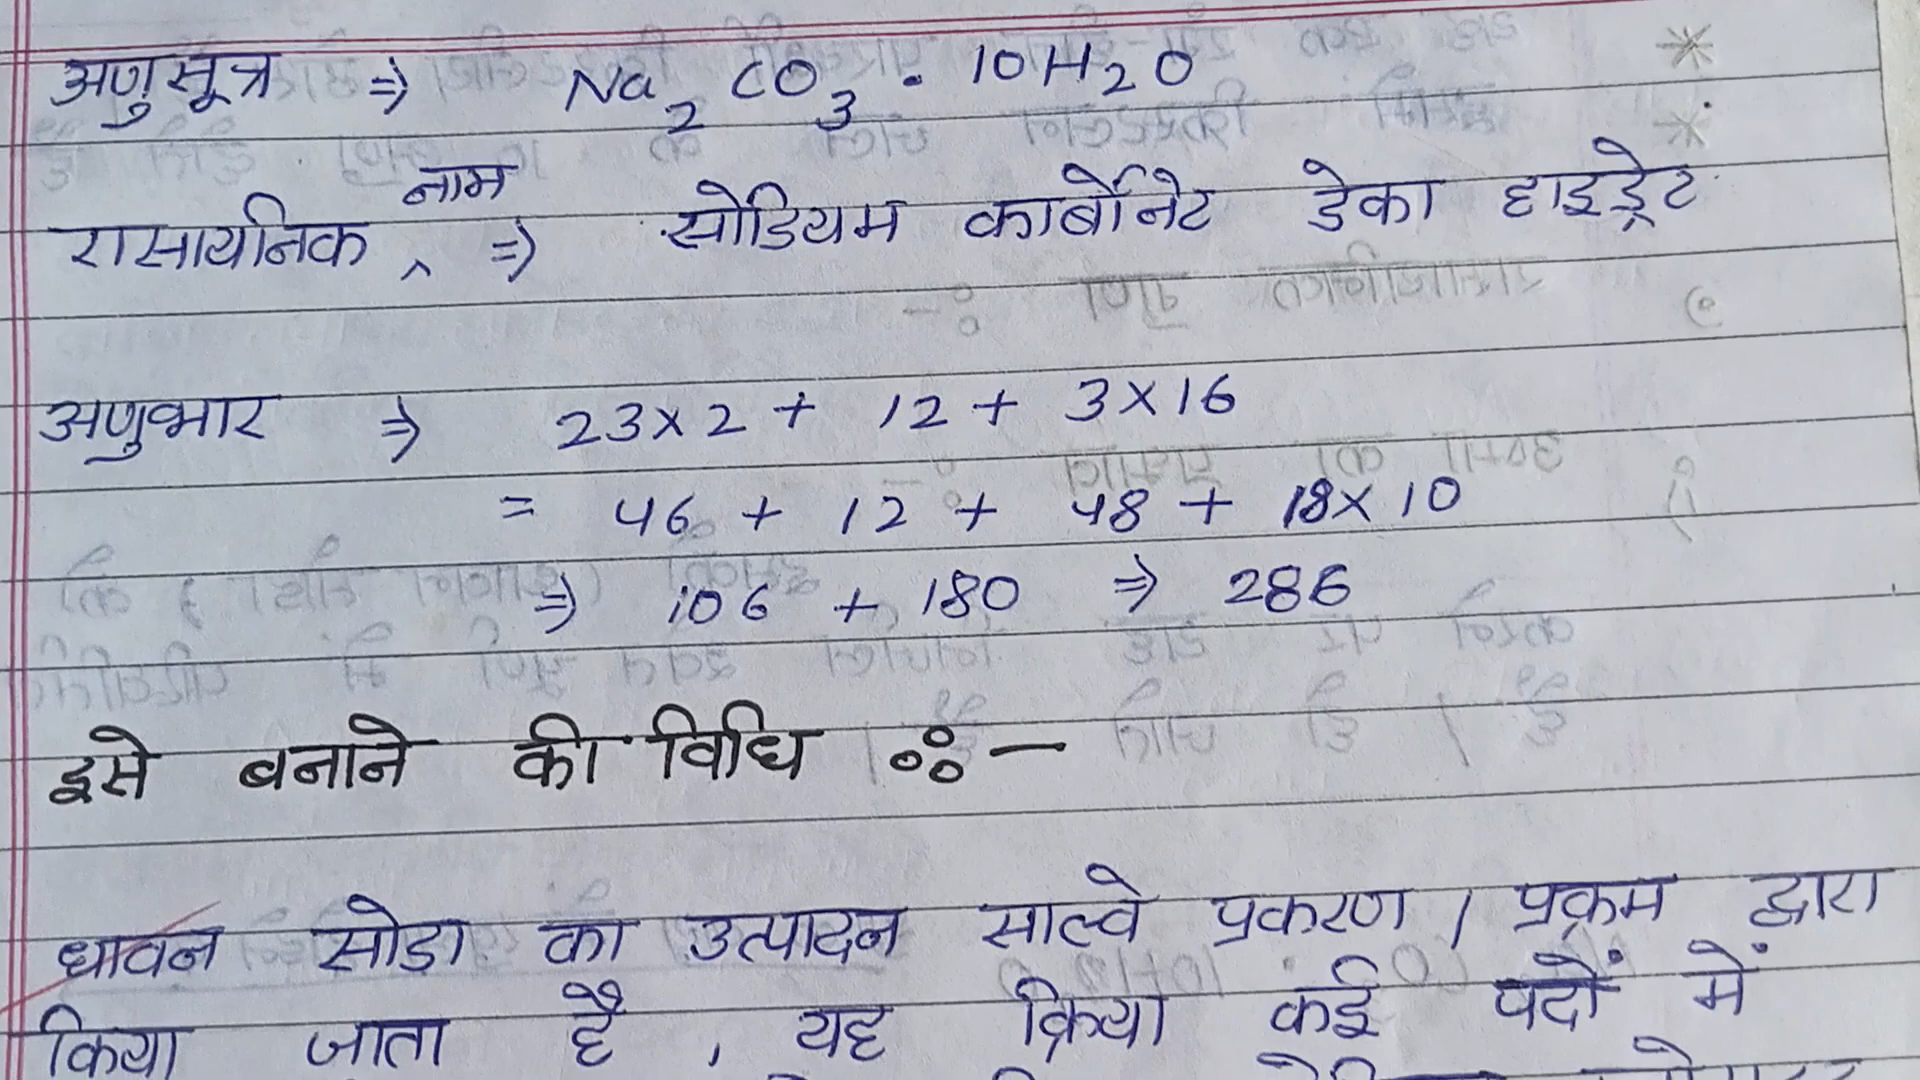 अणुसूत्र ⇒ Na₂CO₃ . 10H₂O
रासायनिक नाम ⇒ सोडियम कार्बोनेट डेका हाइड्रेट
अणुभार ⇒ 23×2 + 12 + 3×16
= 46 + 12 + 48 + 18×10
⇒ 106 + 180 ⇒ 286
इसे बनाने की विधि ஃ—
धावन सोडा का उत्पादन साल्वे प्रकरण / प्रक्रम द्वारा
किया जाता है , यह क्रिया कई पदों में